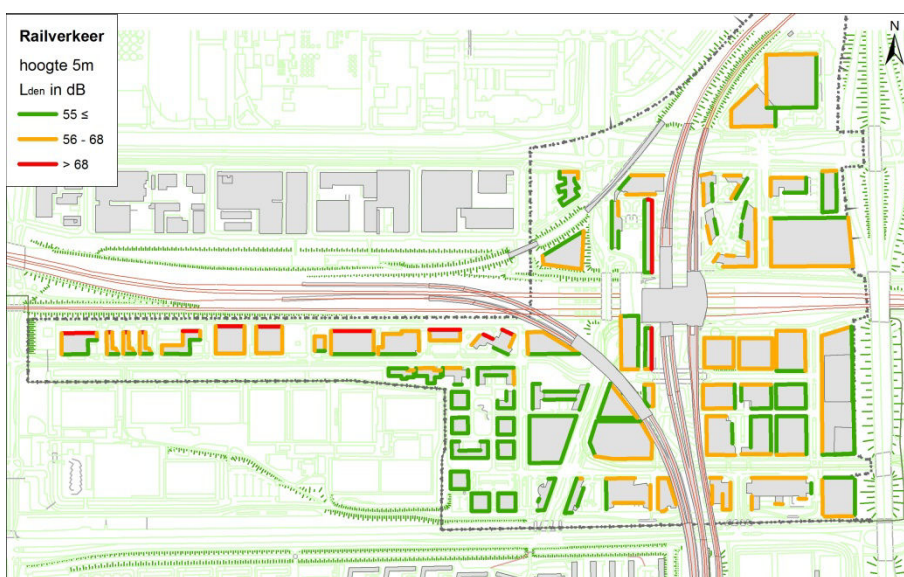 Railverkeer
hoogte 5m
Lden in dB
55 ≤
56 - 68
> 68
N